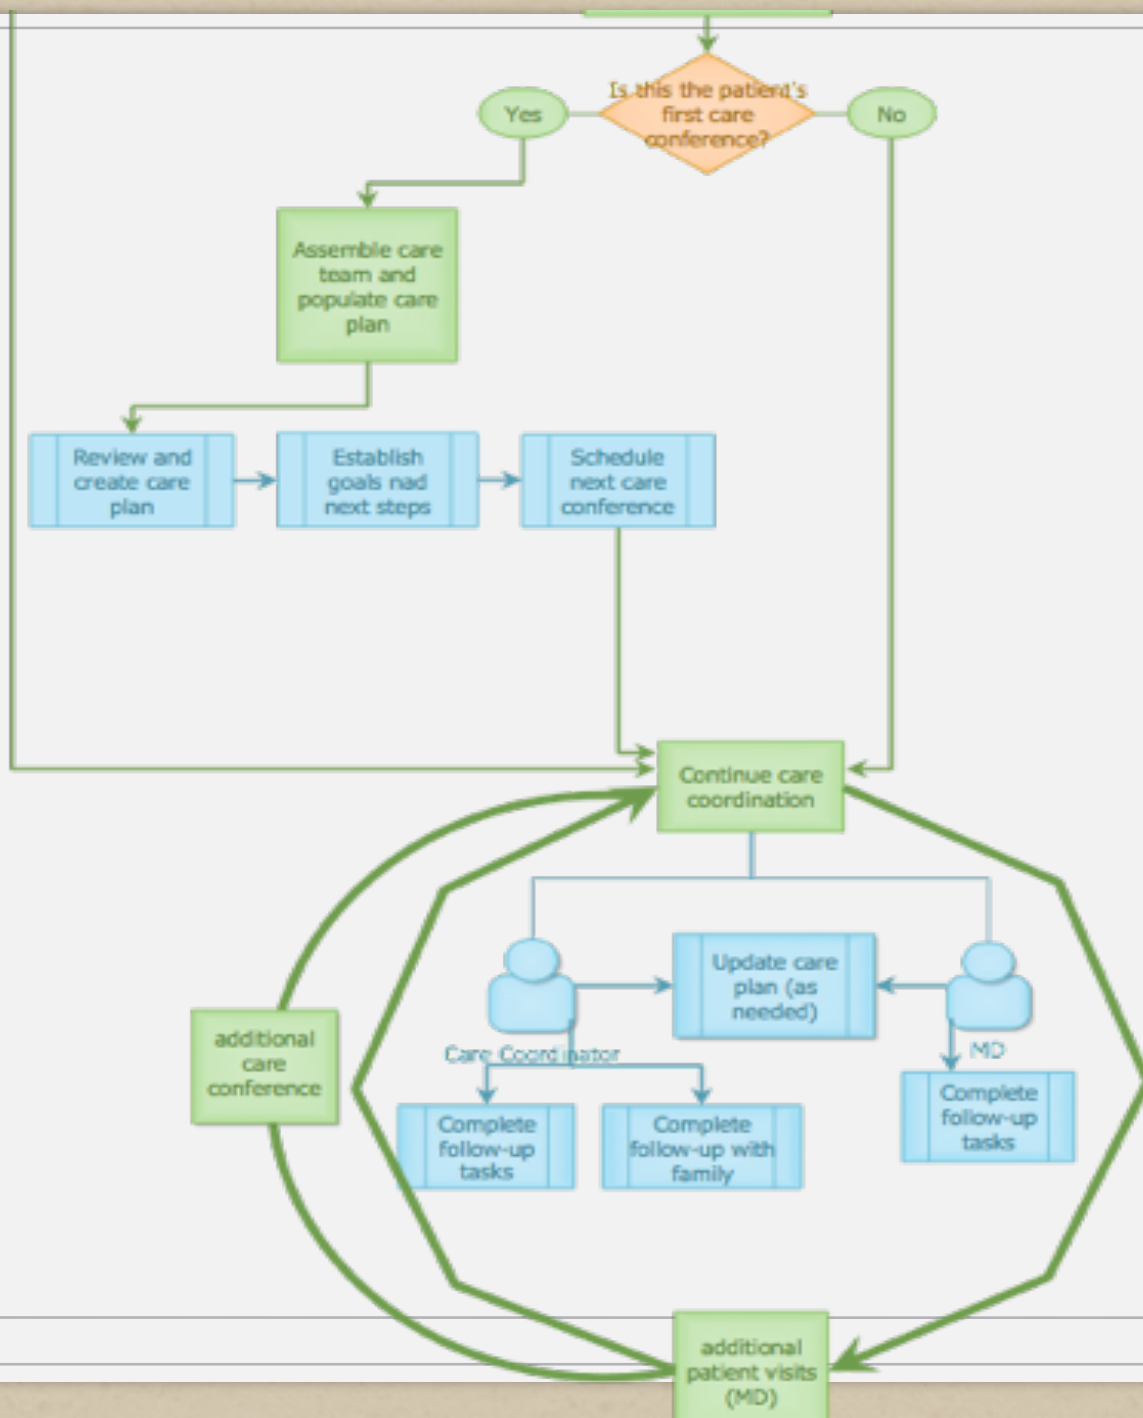 Is this the patient's
first care
conference?
Yes
No
Assemble care
team and
populate care
plan
Review and
create care
plan
Establish
goals nad
next steps
Schedule
next care
conference
Continue care
coordination
Update care
plan (as
needed)
Care Coordinator
MD
additional
care
conference
Complete
follow-up
tasks
Complete
follow-up with
family
Complete
follow-up
tasks
additional
patient visits
(MD)